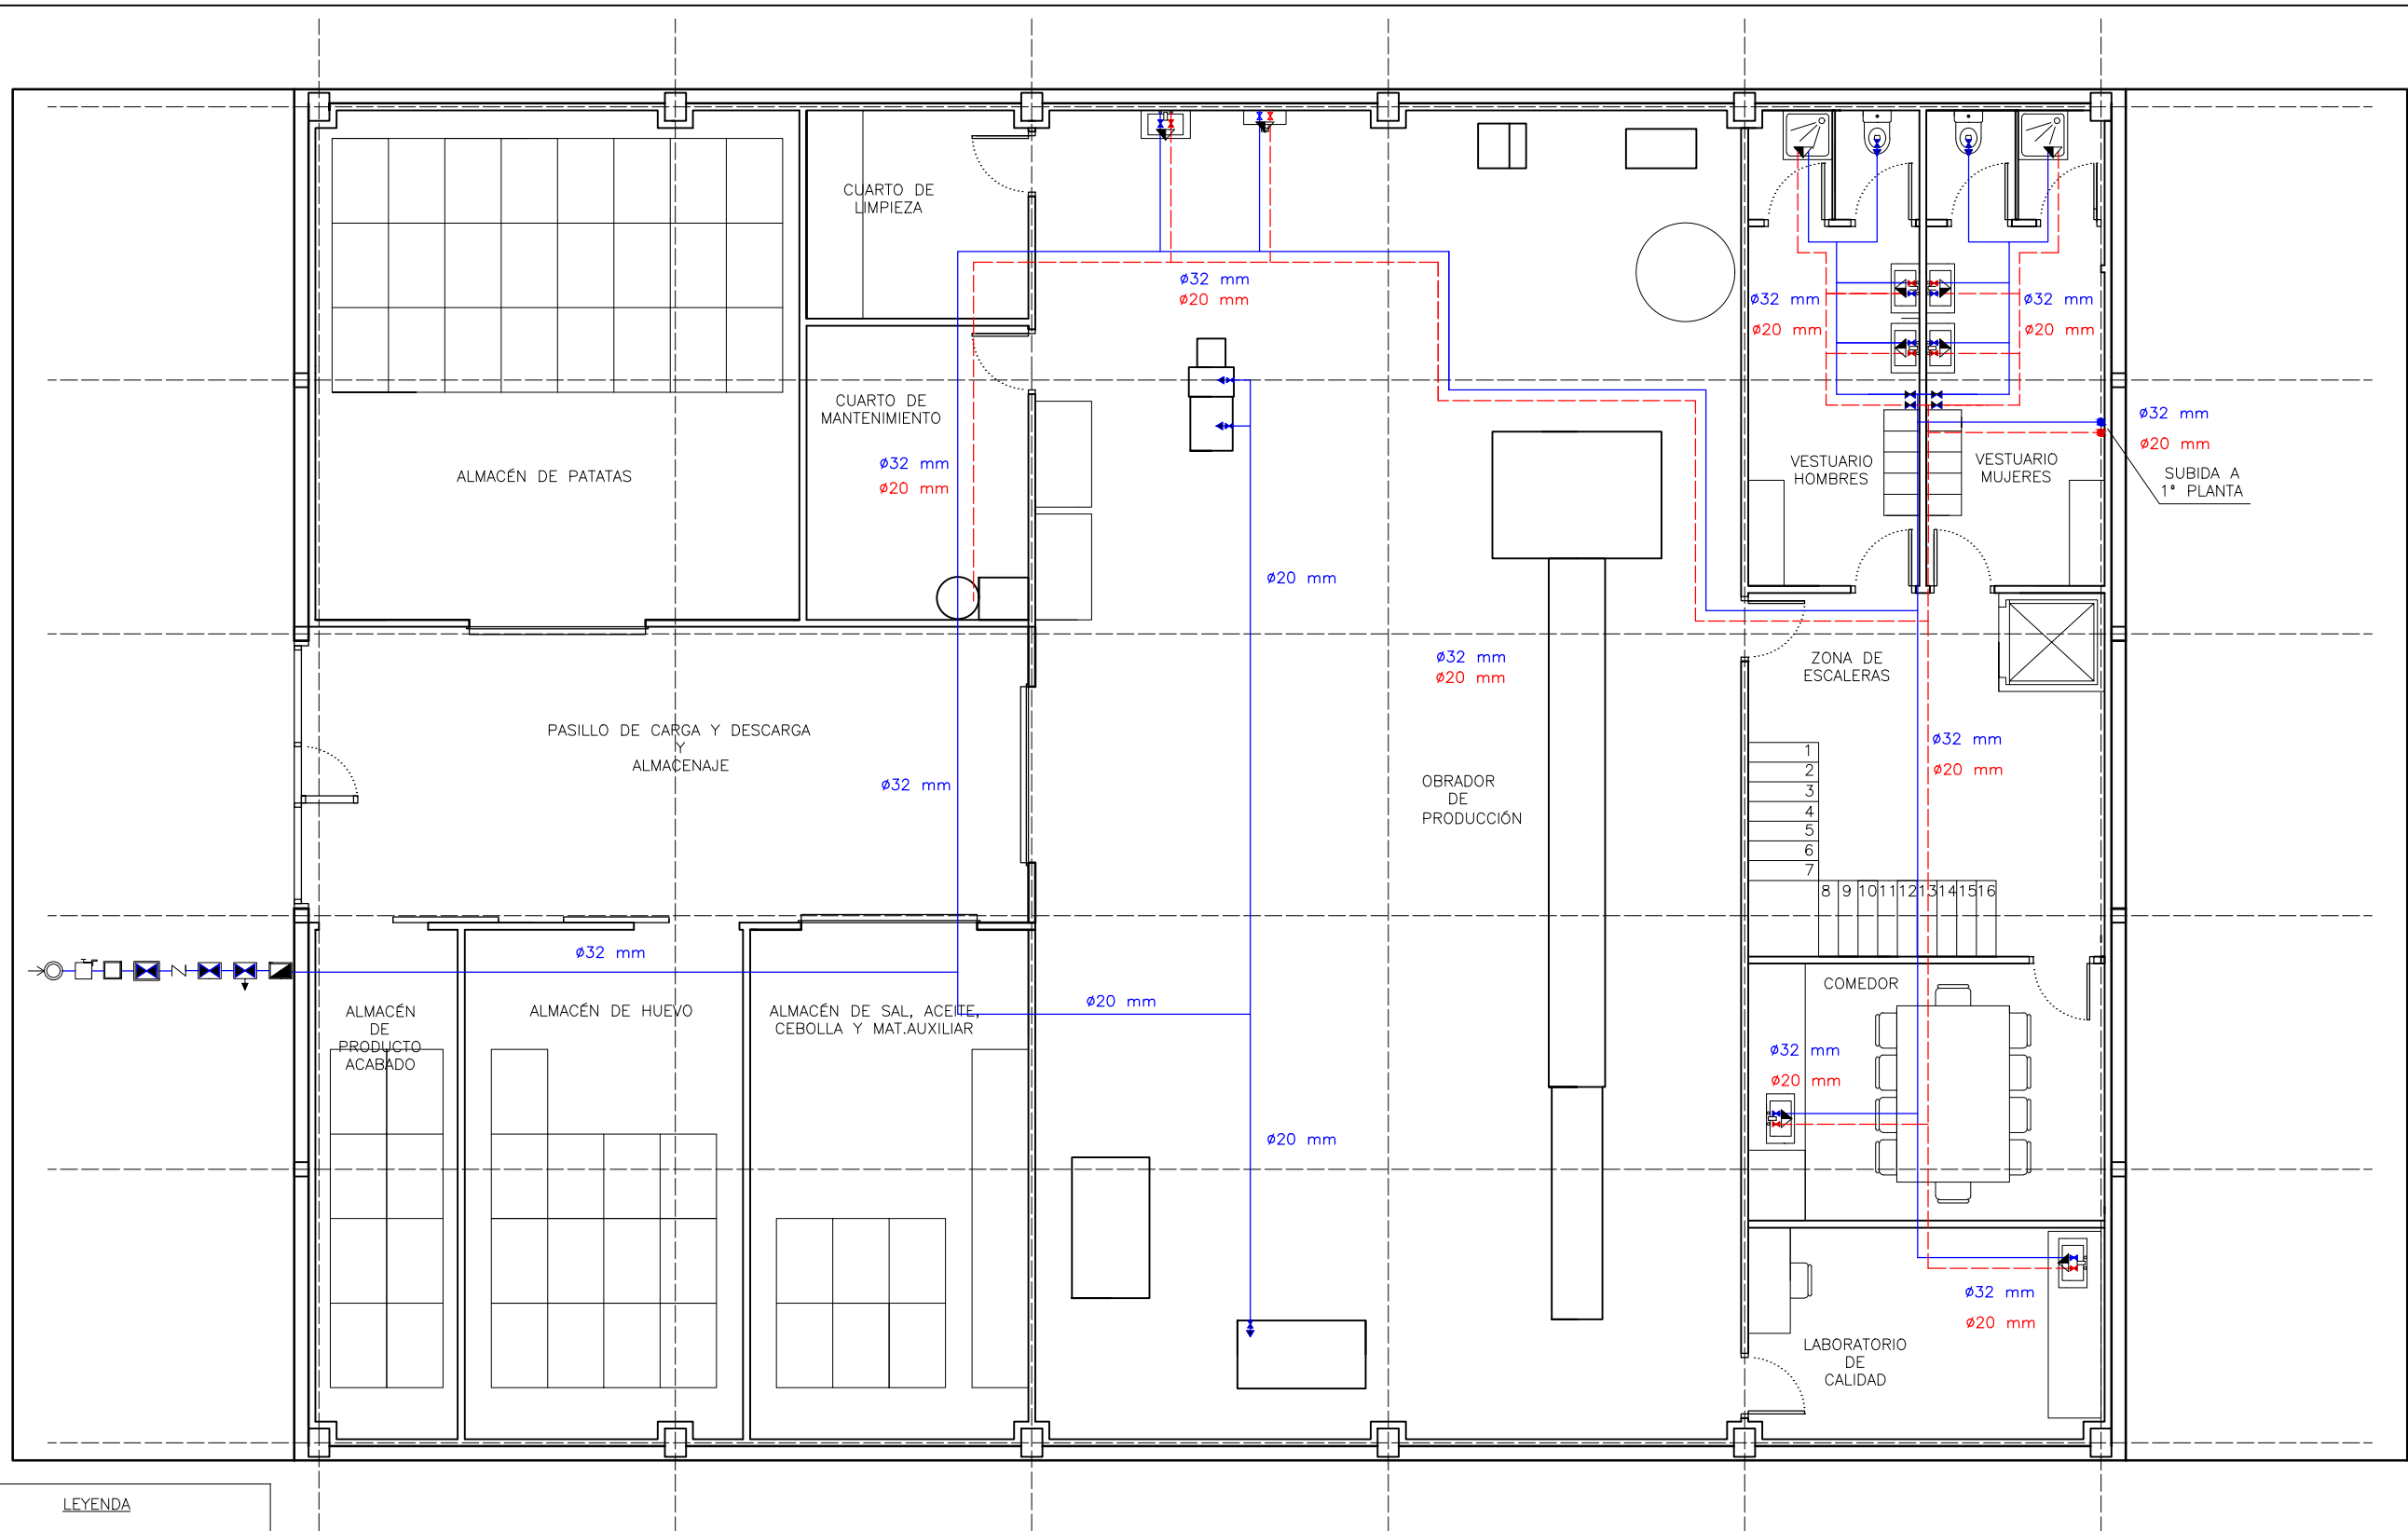 CUARTO DE
LIMPIEZA
ø32 mm
ø20 mm
ø32 mm
ø20 mm
ø32 mm
ø20 mm
CUARTO DE
MANTENIMIENTO
ø32 mm
ø20 mm
ø32 mm
ø20 mm
SUBIDA A
1ª PLANTA
ALMACÉN DE PATATAS
VESTUARIO
HOMBRES
VESTUARIO
MUJERES
ø20 mm
ø32 mm
ø20 mm
ZONA DE
ESCALERAS
PASILLO DE CARGA Y DESCARGA
Y
ALMACENAJE
ø32 mm
OBRADOR
DE
PRODUCCIÓN
ø32 mm
ø20 mm
1
2
3
4
5
6
7
8 9 10 11 12 13 14 15 16
ø32 mm
ø20 mm
COMEDOR
ALMACÉN
DE
PRODUCTO
ACABADO
ALMACÉN DE HUEVO
ALMACÉN DE SAL, ACEITE,
CEBOLLA Y MAT.AUXILIAR
ø32 mm
ø20 mm
ø20 mm
ø32 mm
ø20 mm
LABORATORIO
DE
CALIDAD
LEYENDA